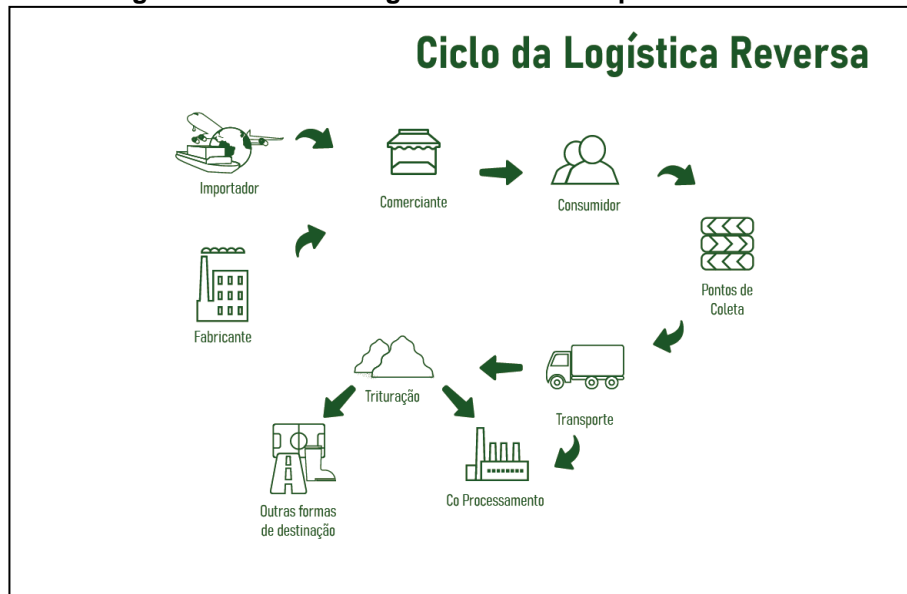 Ciclo da Logística Reversa
Importador
Comerciante
Consumidor
Fabricante
Pontos de
Coleta
Trituração
Transporte
Co Processamento
Outras formas
de destinação